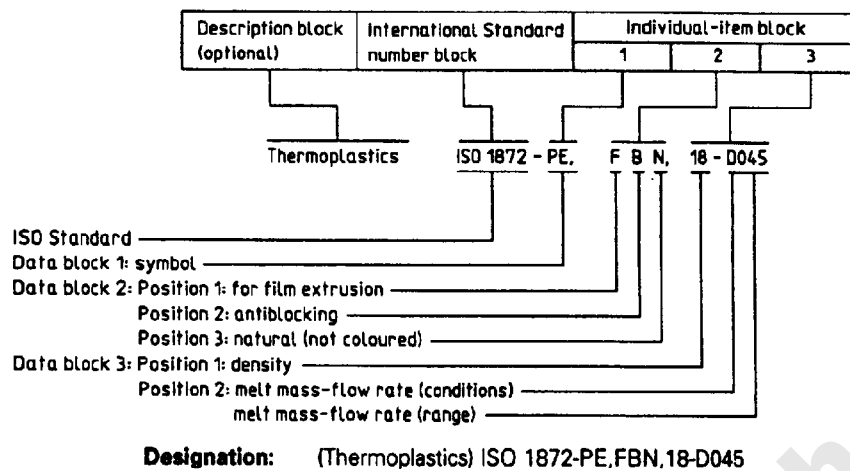 Description block (optional)
International Standard number block
Individual-item block
1 2 3
Thermoplastics ISO 1872 - PE, F B N, 18 - D045
ISO Standard
Data block 1: symbol
Data block 2: Position 1: for film extrusion
Position 2: antiblocking
Position 3: natural (not coloured)
Data block 3: Position 1: density
Position 2: melt mass-flow rate (conditions)
melt mass-flow rate (range)
Designation: (Thermoplastics) ISO 1872-PE,FBN,18-D045